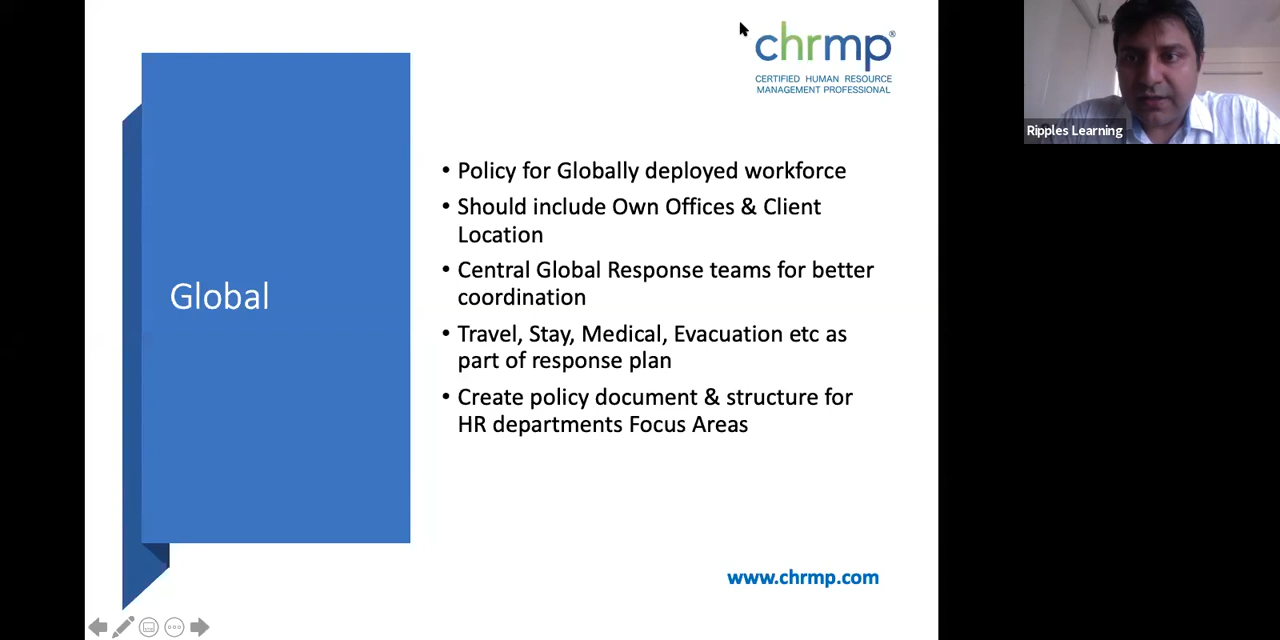 chrmp®
CERTIFIED HUMAN RESOURCE
MANAGEMENT PROFESSIONAL
Ripples Learning
Global
• Policy for Globally deployed workforce
• Should include Own Offices & Client
Location
• Central Global Response teams for better
coordination
• Travel, Stay, Medical, Evacuation etc as
part of response plan
• Create policy document & structure for
HR departments Focus Areas
www.chrmp.com